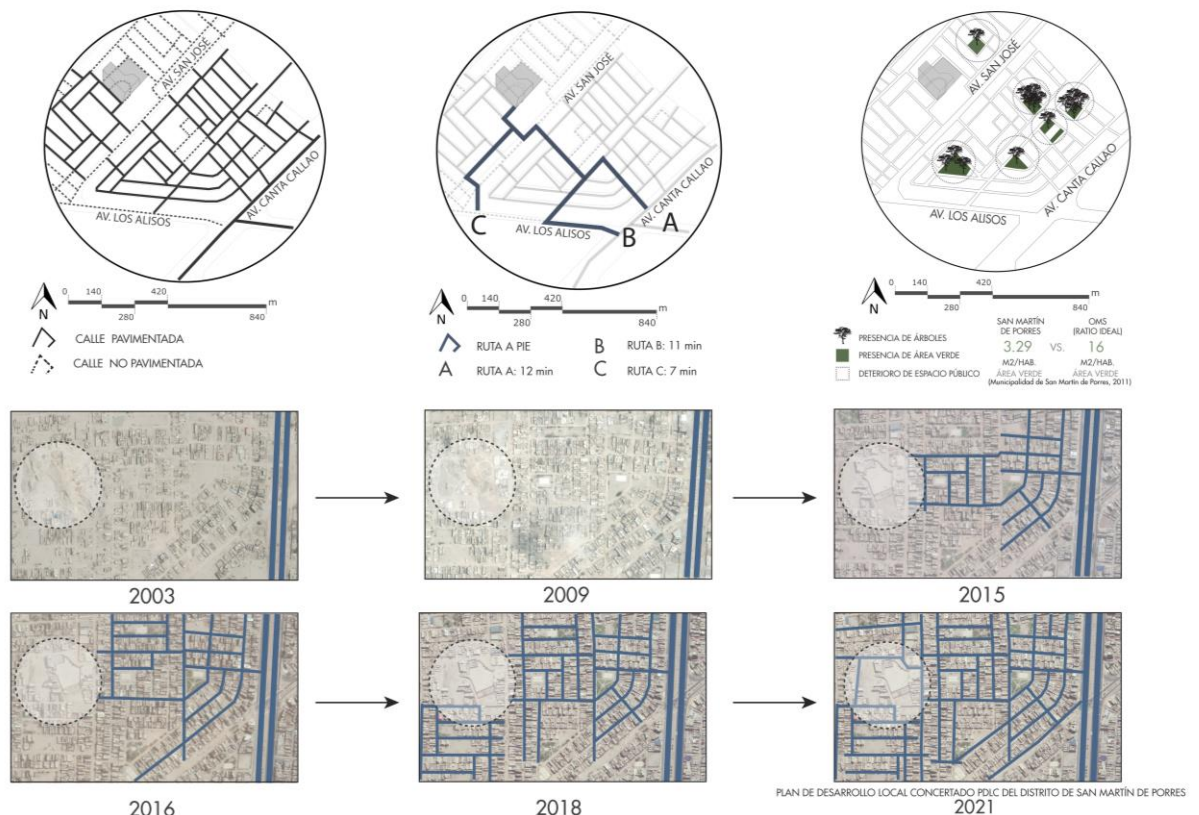 AV. SAN JOSÉ
AV. CANTA CALLAO
AV. LOS ALISOS
0 140 420 m
280 840
N
CALLE PAVIMENTADA
CALLE NO PAVIMENTADA
AV. SAN JOSÉ
AV. CANTA CALLAO
AV. LOS ALISOS
C
B
A
0 140 420 m
280 840
N
RUTA A PIE
B RUTA B: 11 min
A RUTA A: 12 min
C RUTA C: 7 min
AV. SAN JOSÉ
AV. CANTA CALLAO
AV. LOS ALISOS
0 140 420 m
280 840
N
PRESENCIA DE ÁRBOLES
PRESENCIA DE ÁREA VERDE
DETERIORO DE ESPACIO PÚBLICO
SAN MARTÍN
DE PORRES
3.29
M2/HAB.
ÁREA VERDE
VS.
OMS
(RATIO IDEAL)
16
M2/HAB.
ÁREA VERDE
(Municipalidad de San Martín de Porres, 2011)
2003
2009
2015
2016
2018
PLAN DE DESARROLLO LOCAL CONCERTADO PDLC DEL DISTRITO DE SAN MARTÍN DE PORRES
2021